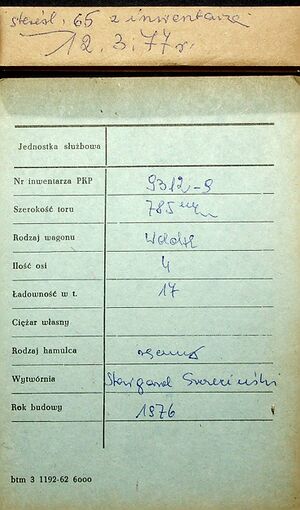 skreśl. 65 z inwentarza
12.3.77r.
Jednostka służbowa
Nr inwentarza PKP 9312-S
Szerokość toru 785 mm
Rodzaj wagonu Wddxh
Ilość osi 4
Ładowność w t. 17
Ciężar własny
Rodzaj hamulca ręczny
Wytwórnia Stargard Szczeciński
Rok budowy 1976
btm 3 1192-62 6000